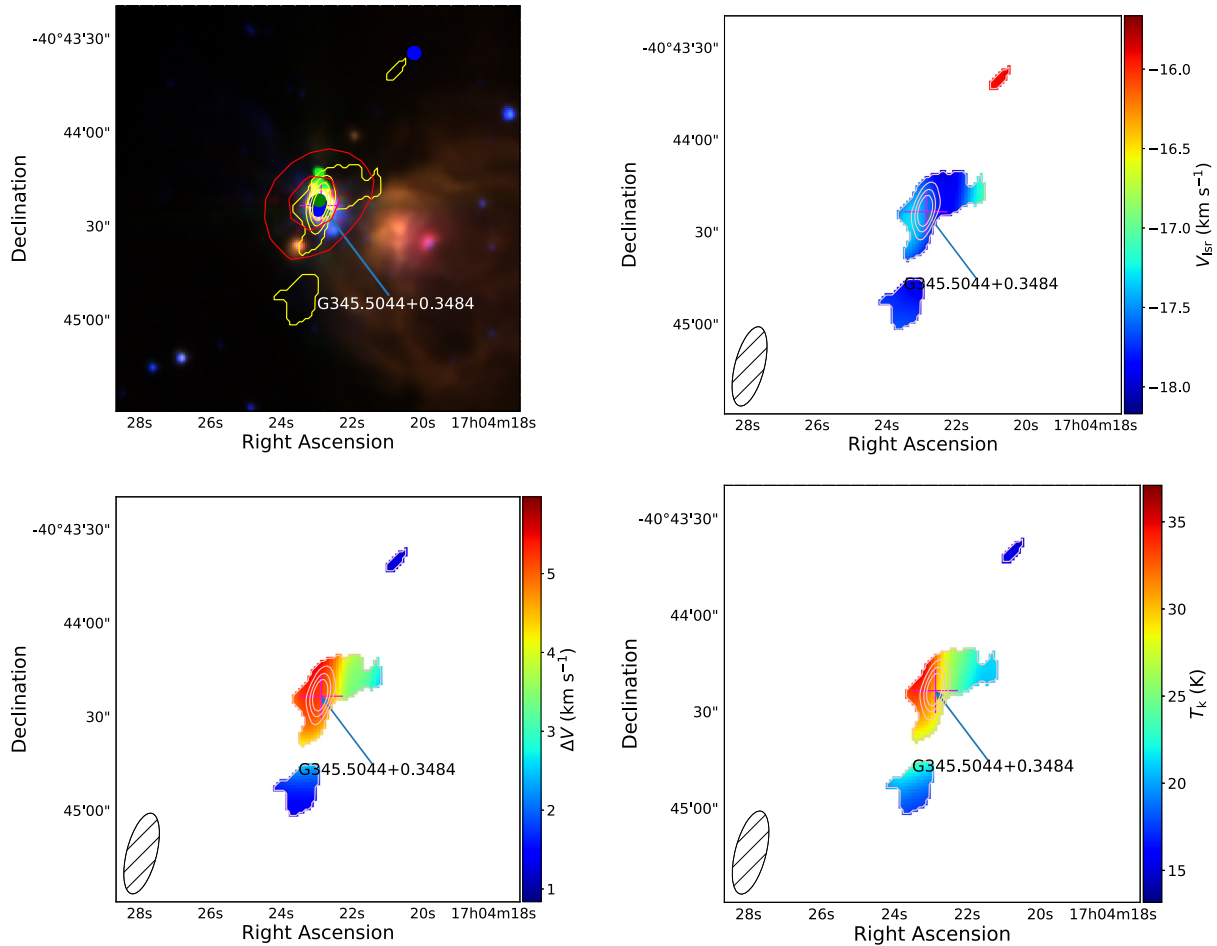 -40°43'30"
44'00"
30"
45'00"
Declination
G345.5044+0.3484
28s 26s 24s 22s 20s 17h04m18s
Right Ascension
-40°43'30"
44'00"
30"
45'00"
Declination
G345.5044+0.3484
28s 26s 24s 22s 20s 17h04m18s
Right Ascension
−16.0
−16.5
−17.0
−17.5
−18.0
Vlsr (km s⁻¹)
-40°43'30"
44'00"
30"
45'00"
Declination
G345.5044+0.3484
28s 26s 24s 22s 20s 17h04m18s
Right Ascension
5
4
3
2
1
ΔV (km s⁻¹)
-40°43'30"
44'00"
30"
45'00"
Declination
G345.5044+0.3484
28s 26s 24s 22s 20s 17h04m18s
Right Ascension
35
30
25
20
15
Tk (K)